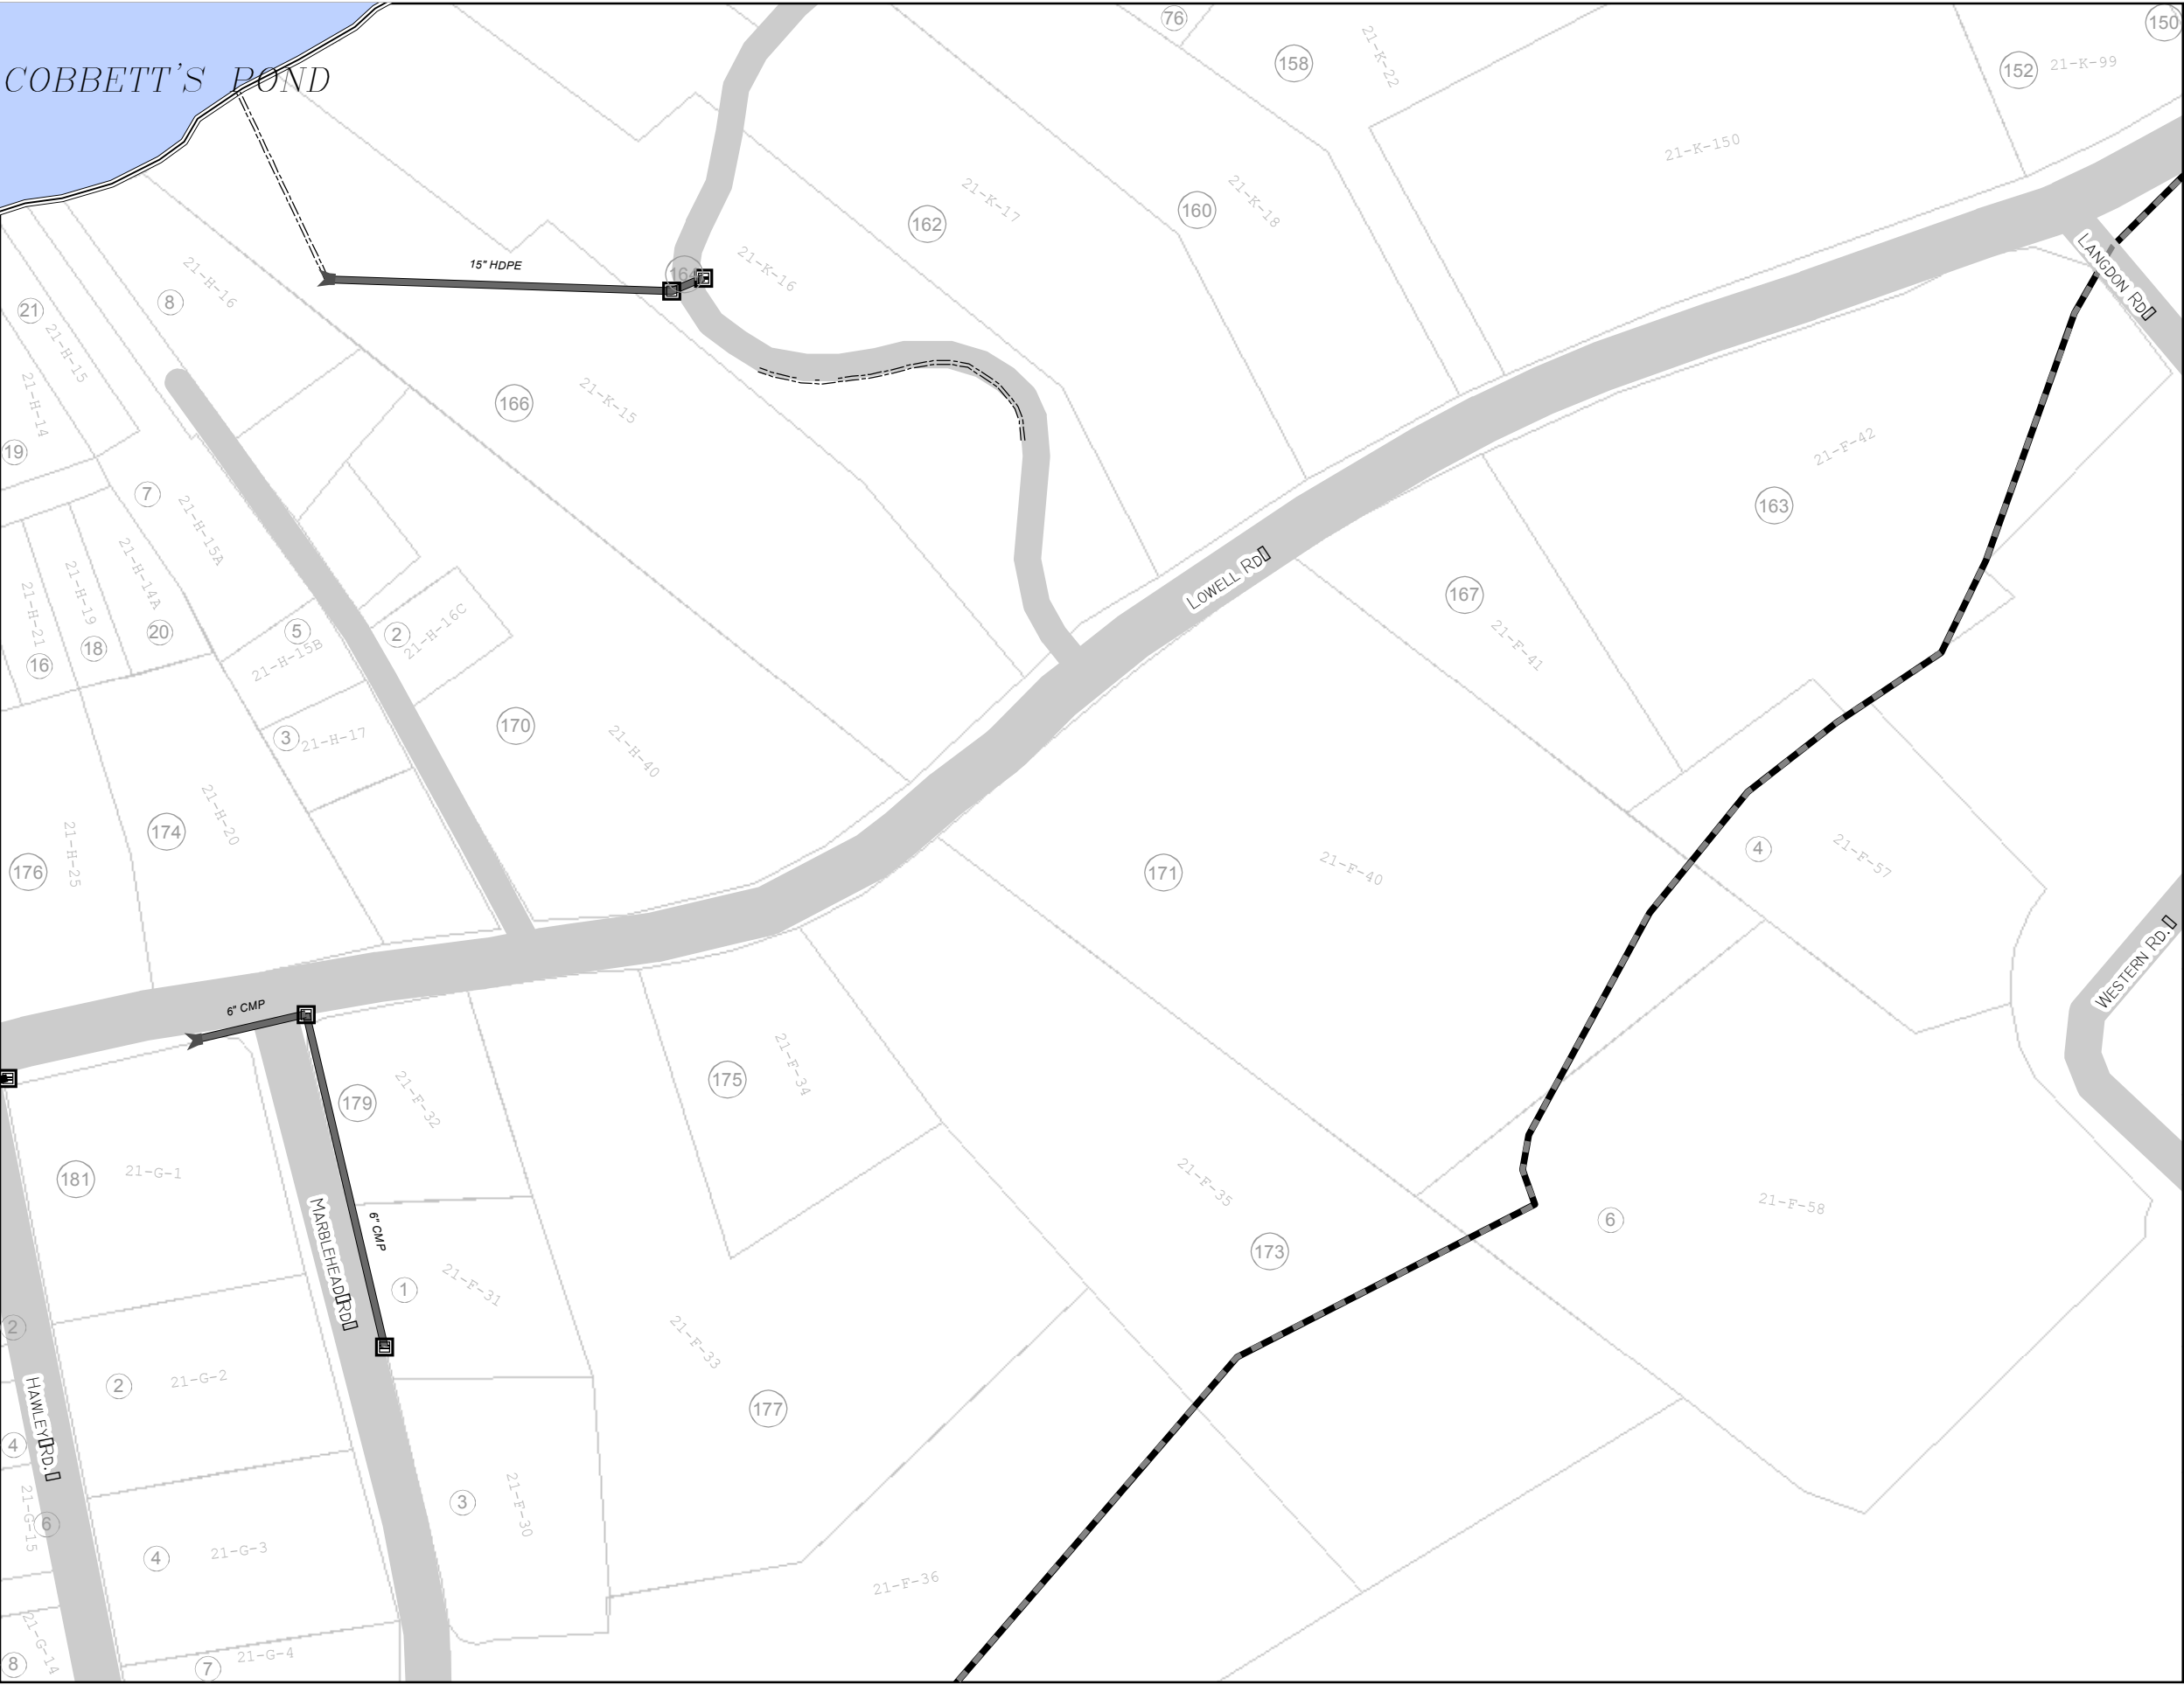 76
150
COBBETT'S POND
158
21-K-22
152
21-K-99
21-K-150
21-K-17
21-K-18
162
160
15" HDPE
164
21-K-16
LANGDON RD
21-H-16
8
21
21-H-15
21-H-14
166
21-K-15
19
7
21-H-15A
21-F-42
163
LOWELL RD
167
21-F-41
21-H-14A
21-H-19
21-H-21
20
18
16
5
21-H-15B
2
21-H-16C
3
21-H-17
170
21-H-40
174
21-H-20
176
21-H-25
171
21-F-40
4
21-F-57
WESTERN RD.
6" CMP
179
21-F-32
175
21-F-34
181
21-G-1
MARBLEHEAD RD
6" CMP
21-F-35
173
6
21-F-58
1
21-F-31
21-F-33
2
2
21-G-2
177
HAWLEY RD.
4
21-G-15
6
3
21-F-30
4
21-G-3
21-F-36
21-G-14
8
7
21-G-4